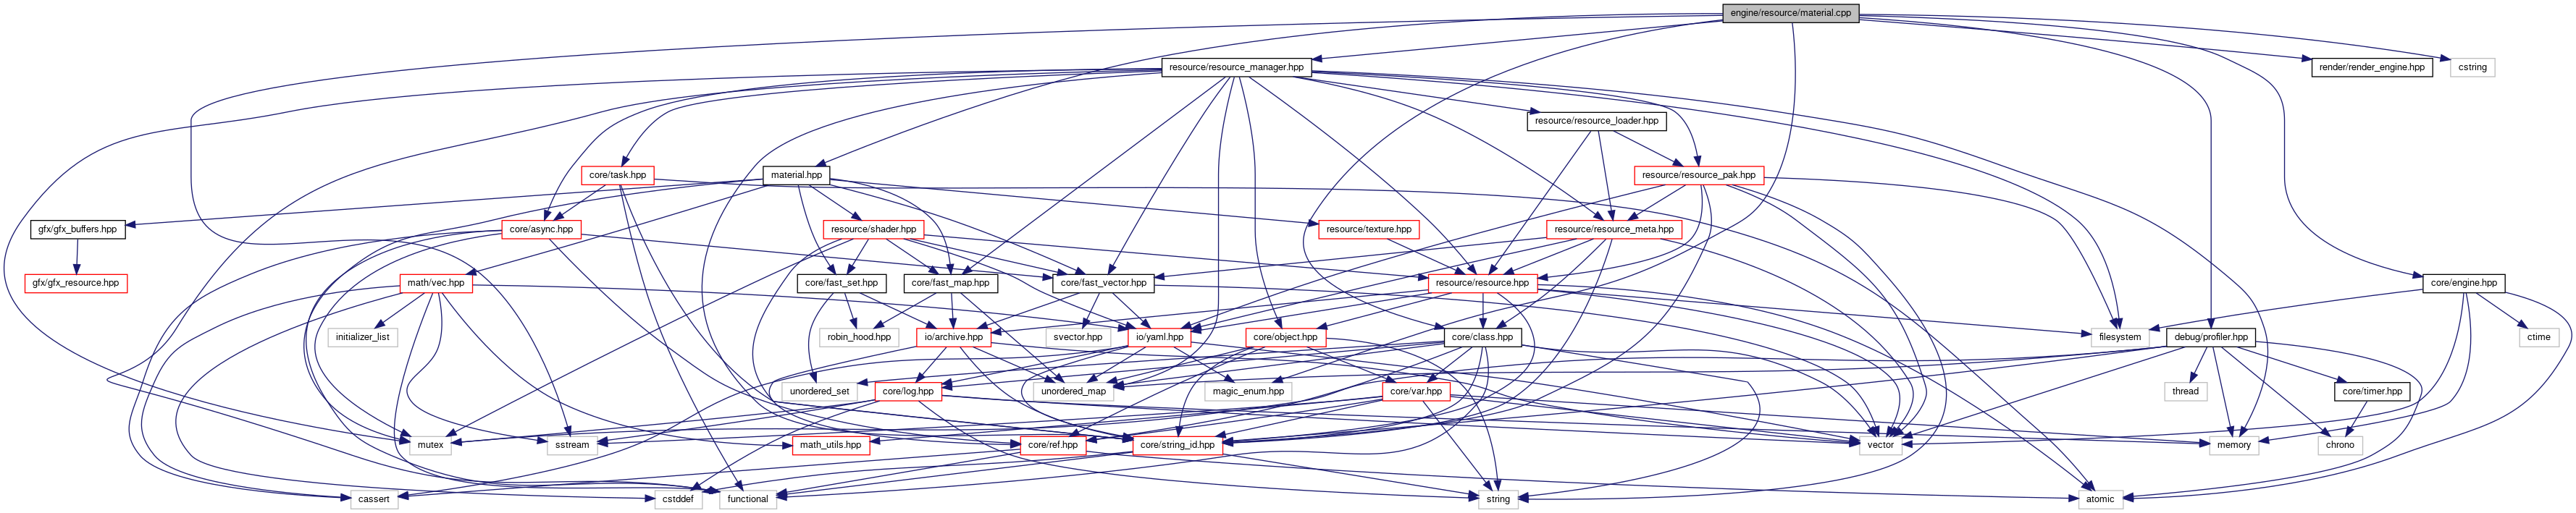 engine/resource/material.cpp
resource/resource_manager.hpp
render/render_engine.hpp
cstring
resource/resource_loader.hpp
core/task.hpp
material.hpp
resource/resource_pak.hpp
gfx/gfx_buffers.hpp
core/async.hpp
resource/shader.hpp
resource/texture.hpp
resource/resource_meta.hpp
gfx/gfx_resource.hpp
math/vec.hpp
core/fast_set.hpp
core/fast_map.hpp
core/fast_vector.hpp
resource/resource.hpp
core/engine.hpp
initializer_list
robin_hood.hpp
io/archive.hpp
svector.hpp
io/yaml.hpp
core/object.hpp
core/class.hpp
filesystem
debug/profiler.hpp
ctime
unordered_set
core/log.hpp
unordered_map
magic_enum.hpp
core/var.hpp
thread
core/timer.hpp
mutex
sstream
math_utils.hpp
core/ref.hpp
core/string_id.hpp
vector
memory
chrono
cassert
cstddef
functional
string
atomic